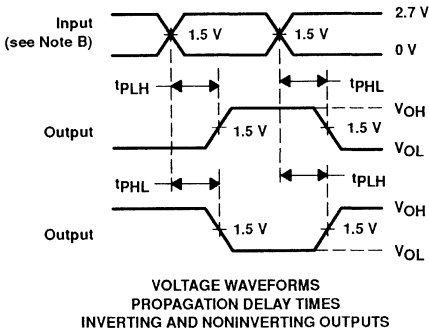 Input
(see Note B)
1.5 V
1.5 V
2.7 V
0 V
tPLH
tPHL
Output
1.5 V
1.5 V
VOH
VOL
tPHL
tPLH
Output
1.5 V
1.5 V
VOH
VOL
VOLTAGE WAVEFORMS
PROPAGATION DELAY TIMES
INVERTING AND NONINVERTING OUTPUTS